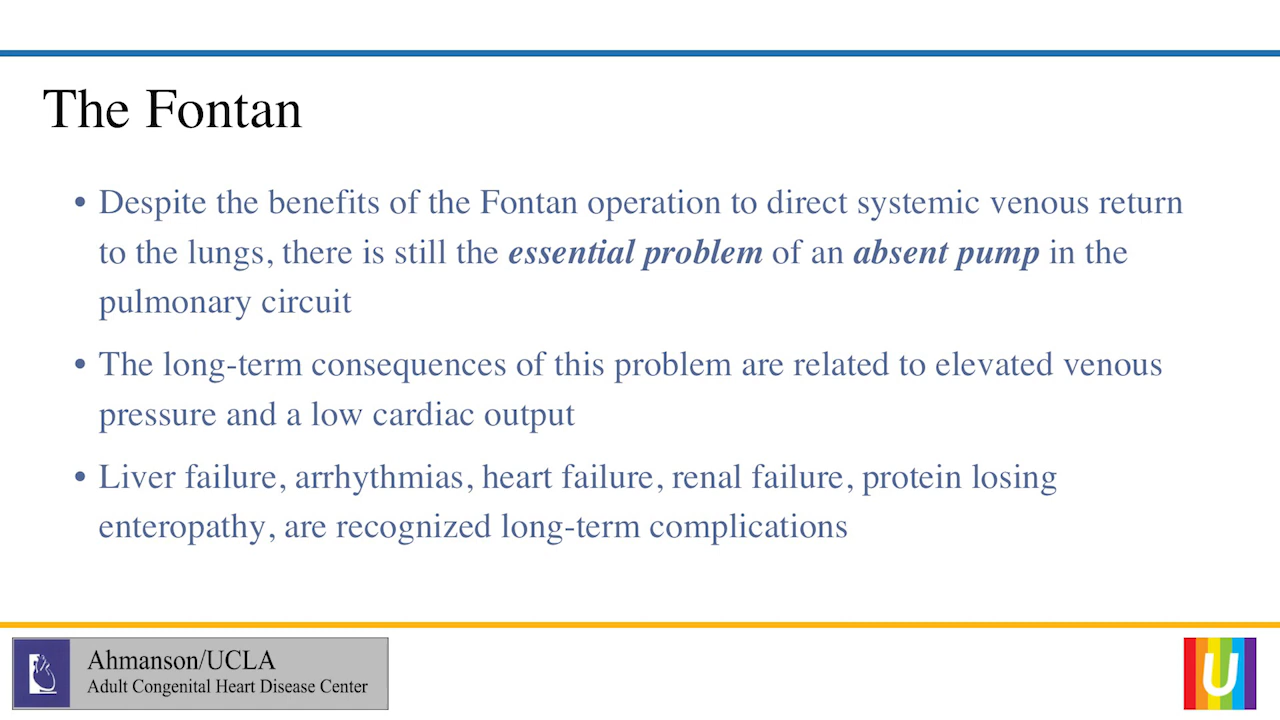 The Fontan
• Despite the benefits of the Fontan operation to direct systemic venous return
to the lungs, there is still the essential problem of an absent pump in the
pulmonary circuit
• The long-term consequences of this problem are related to elevated venous
pressure and a low cardiac output
• Liver failure, arrhythmias, heart failure, renal failure, protein losing
enteropathy, are recognized long-term complications
Ahmanson/UCLA
Adult Congenital Heart Disease Center
U